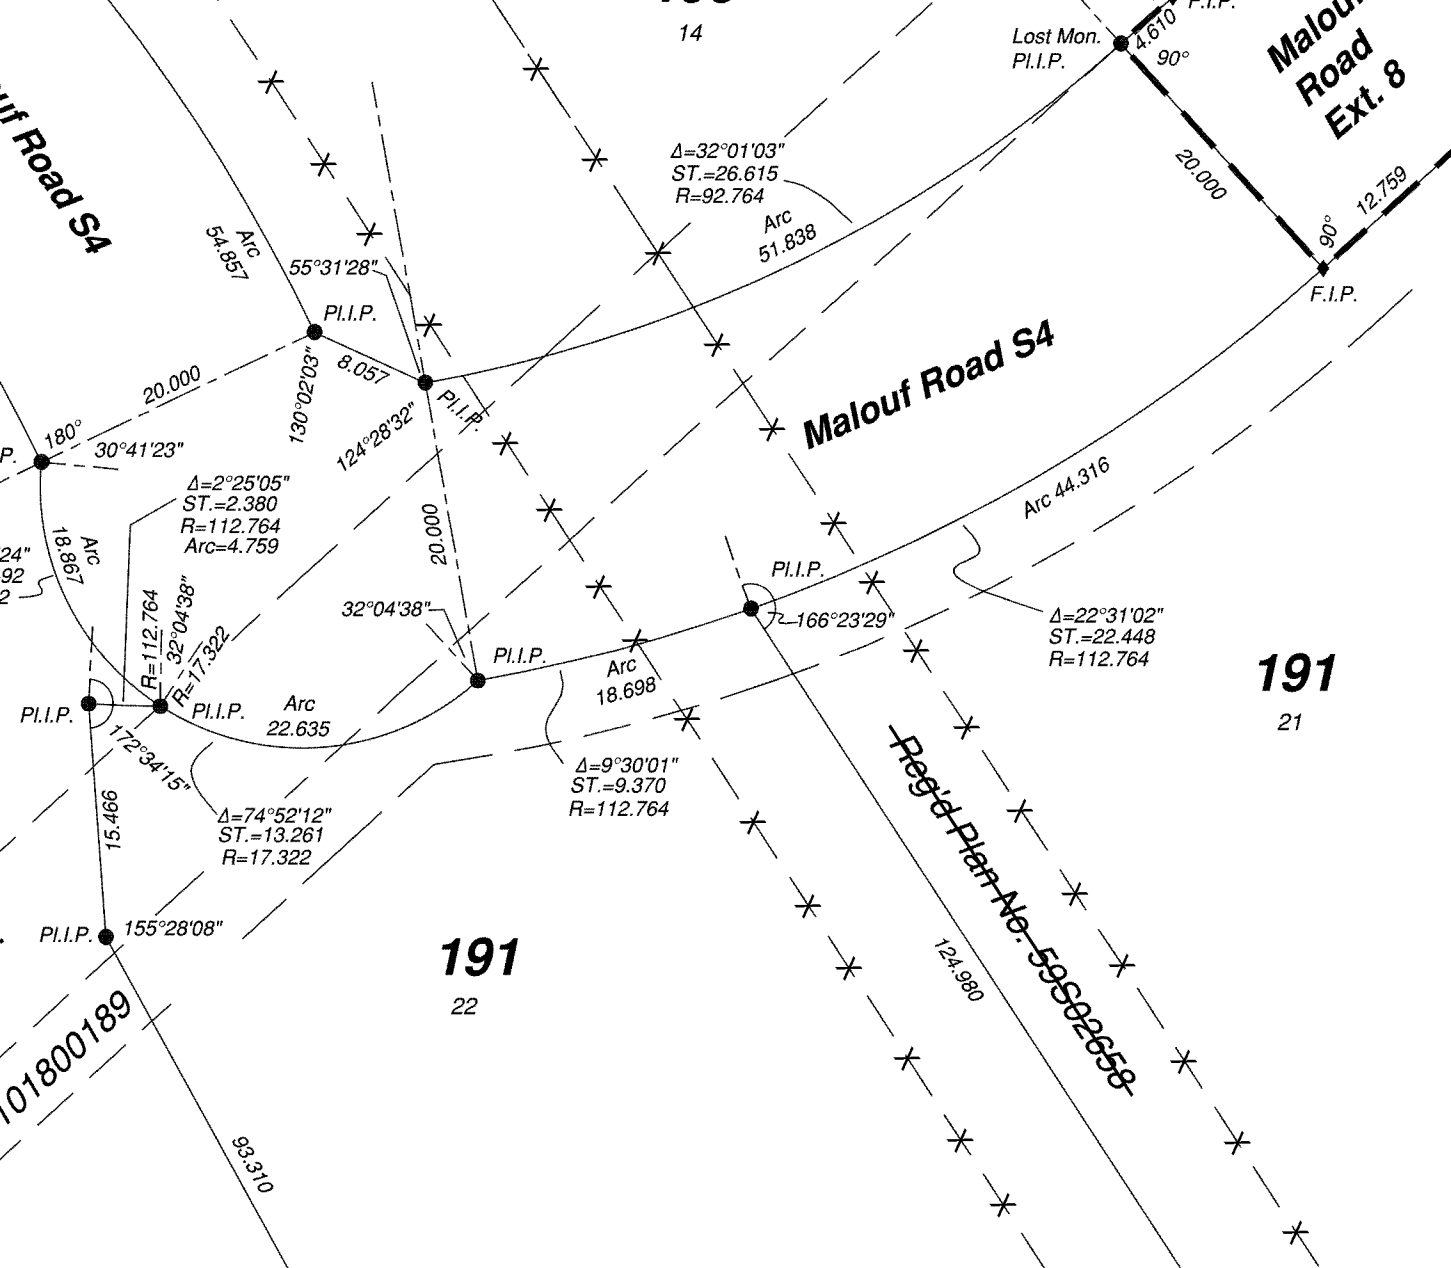 14
Lost Mon.
Pl.I.P.
F.I.P.
4.610
90°
Malouf
Road
Ext. 8
20.000
12.759
90°
F.I.P.
Δ=32°01'03"
ST.=26.615
R=92.764
Arc
51.838
Road S4
Arc
54.857
55°31'28"
Pl.I.P.
8.057
130°02'03"
Pl.I.P.
124°28'32"
20.000
180°
30°41'23"
Malouf Road S4
Δ=2°25'05"
ST.=2.380
R=112.764
Arc=4.759
Arc
18.867
24"
92
2
20.000
32°04'38"
Pl.I.P.
R=112.764
32°04'38"
R=17.322
Pl.I.P.
Pl.I.P.
172°34'15"
Arc
22.635
Arc
18.698
Pl.I.P.
166°23'29"
Arc 44.316
Δ=22°31'02"
ST.=22.448
R=112.764
191
21
Δ=9°30'01"
ST.=9.370
R=112.764
Δ=74°52'12"
ST.=13.261
R=17.322
15.466
Pl.I.P.
155°28'08"
191
22
Reg'd Plan No. 59S02658
124.980
101800189
93.310